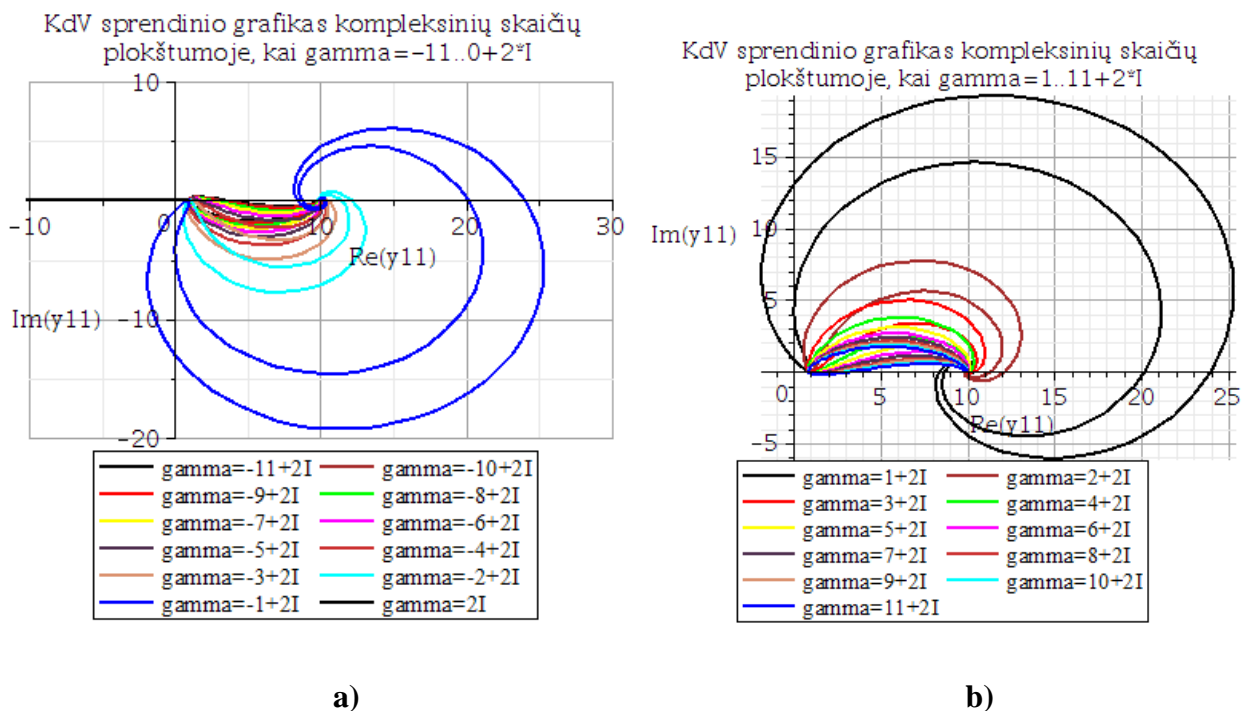 KdV sprendinio grafikas kompleksinių skaičių
plokštumoje, kai gamma=-11..0+2*I
10
-10
0
10
20
30
Re(y11)
Im(y11)
-10
-20
gamma=-11+2I
gamma=-10+2I
gamma=-9+2I
gamma=-8+2I
gamma=-7+2I
gamma=-6+2I
gamma=-5+2I
gamma=-4+2I
gamma=-3+2I
gamma=-2+2I
gamma=-1+2I
gamma=2I
a)
KdV sprendinio grafikas kompleksinių skaičių
plokštumoje, kai gamma=1..11+2*I
15
Im(y11)
10
5
0
5
10
15
20
25
Re(y11)
-5
gamma=1+2I
gamma=2+2I
gamma=3+2I
gamma=4+2I
gamma=5+2I
gamma=6+2I
gamma=7+2I
gamma=8+2I
gamma=9+2I
gamma=10+2I
gamma=11+2I
b)